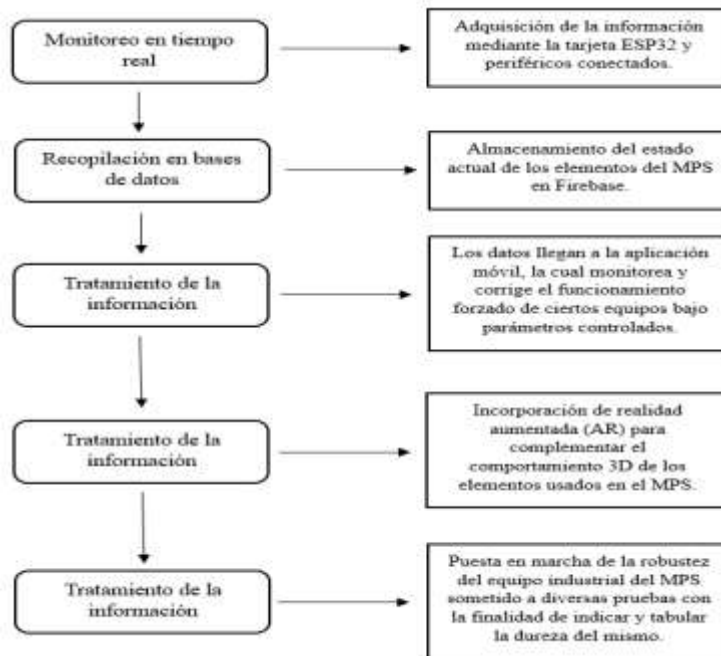 Monitoreo en tiempo
real
Adquisición de la información
mediante la tarjeta ESP32 y
periféricos conectados.
Recopilación en bases
de datos
Almacenamiento del estado
actual de los elementos del MPS
en Firebase.
Tratamiento de la
información
Los datos llegan a la aplicación
móvil, la cual monitorea y
corrige el funcionamiento
forzado de ciertos equipos bajo
parámetros controlados.
Tratamiento de la
información
Incorporación de realidad
aumentada (AR) para
complementar el
comportamiento 3D de los
elementos usados en el MPS.
Tratamiento de la
información
Puesta en marcha de la robustez
del equipo industrial del MPS
sometido a diversas pruebas con
la finalidad de indicar y tabular
la dureza del mismo.